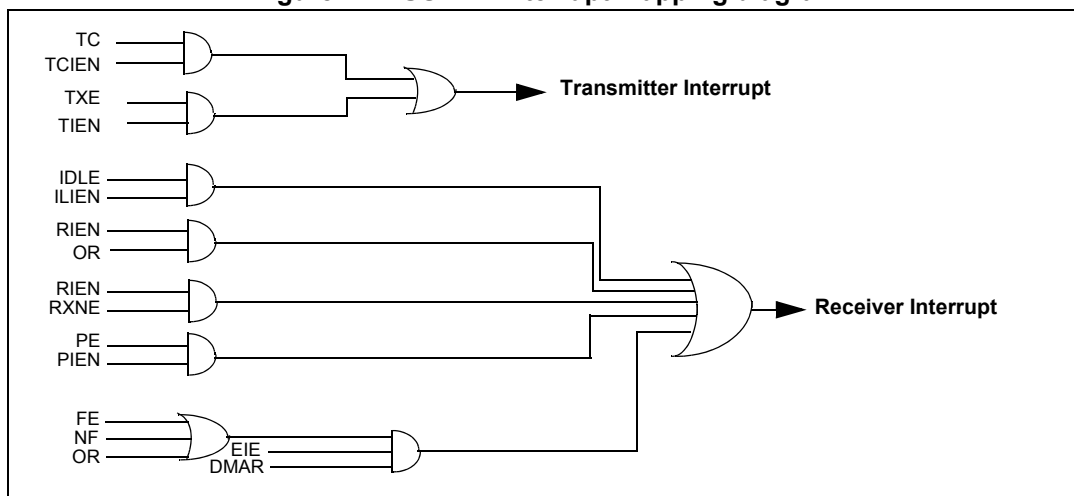 TC
TCIEN
TXE
TIEN
Transmitter Interrupt
IDLE
ILIEN
RIEN
OR
RIEN
RXNE
PE
PIEN
Receiver Interrupt
FE
NF
OR
EIE
DMAR